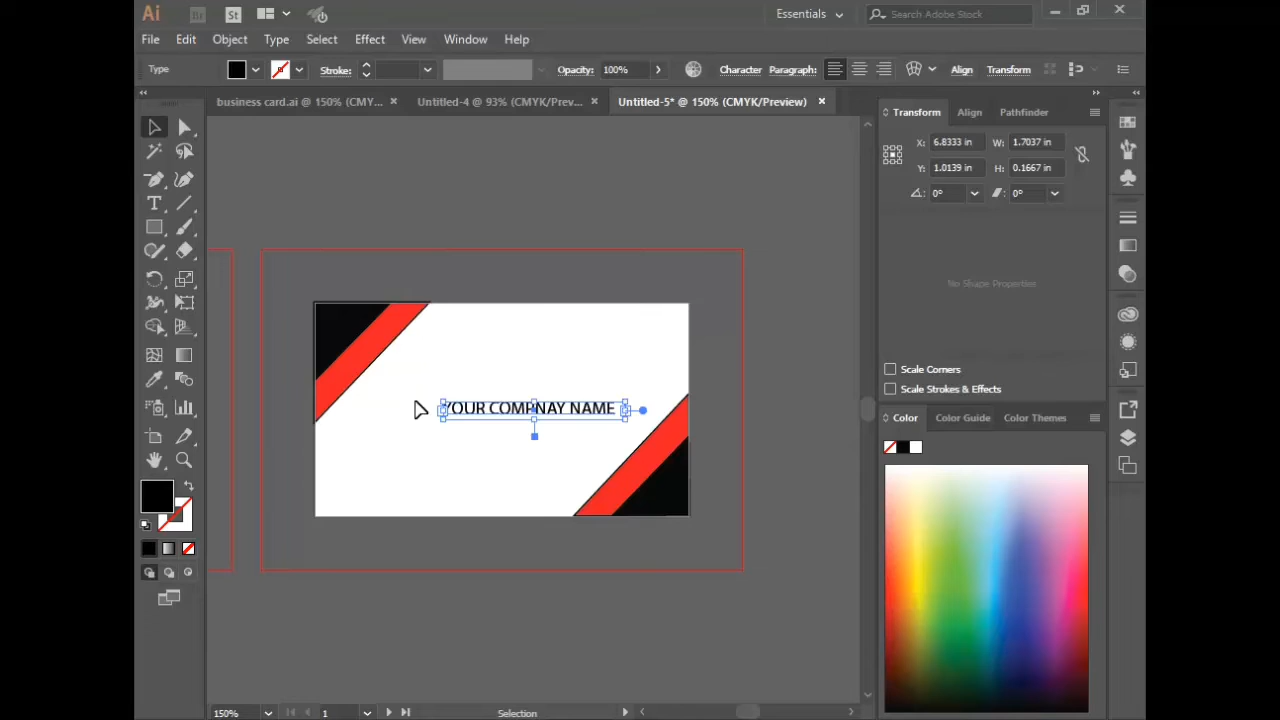 Ai Br St Essentials Search Adobe Stock
File Edit Object Type Select Effect View Window Help
Type Stroke: Opacity: 100% Character Paragraph: Align Transform
business card.ai @ 150% (CMY... Untitled-4 @ 93% (CMYK/Prev... Untitled-5* @ 150% (CMYK/Preview)
Transform Align Pathfinder
X: 6.8333 in W: 1.7037 in
Y: 1.0139 in H: 0.1667 in
0° 0°
No Shape Properties
Scale Corners
Scale Strokes & Effects
YOUR COMPNAY NAME
Color Color Guide Color Themes
150% 1 Selection